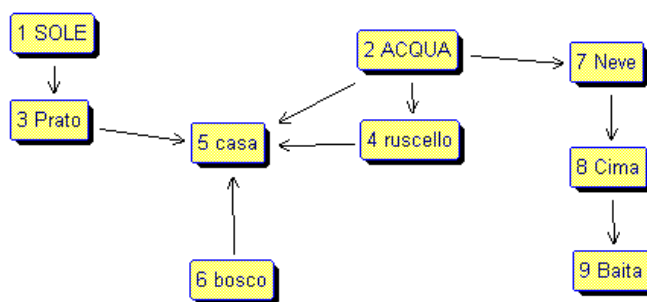 1 SOLE
2 ACQUA
7 Neve
3 Prato
5 casa
4 ruscello
8 Cima
6 bosco
9 Baita